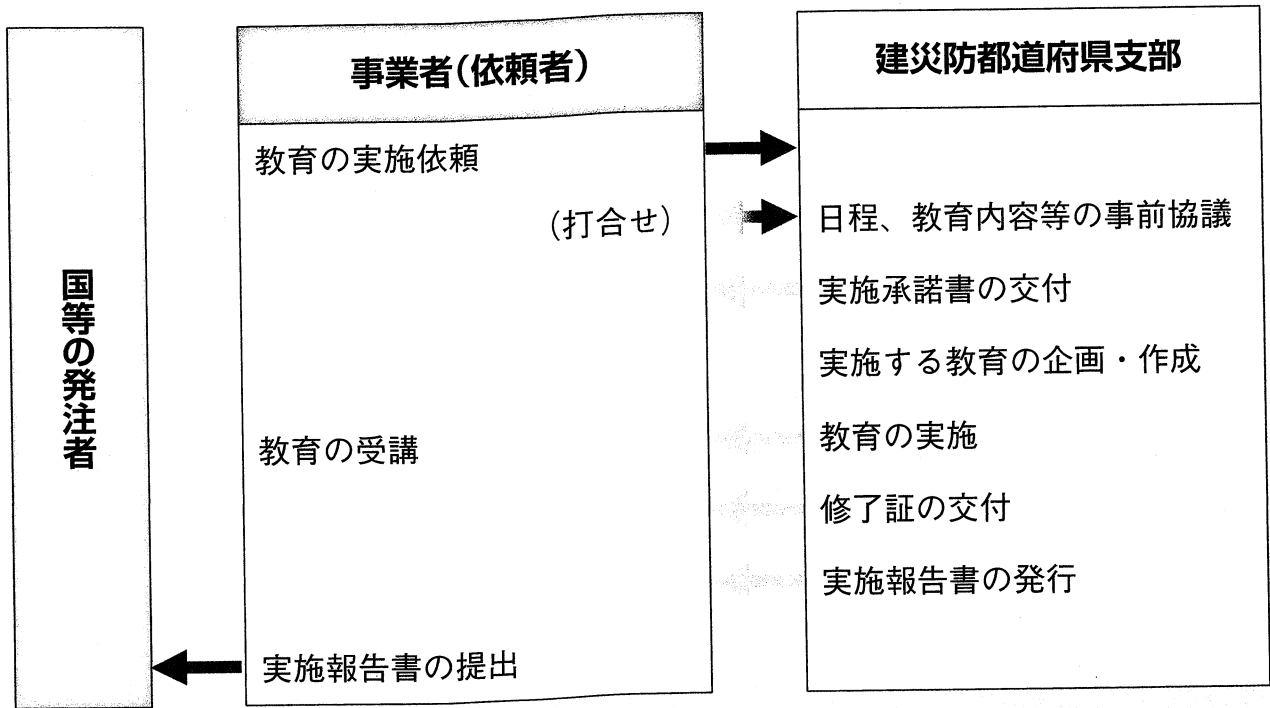 国等の発注者
事業者(依頼者)
教育の実施依頼
(打合せ)
教育の受講
実施報告書の提出
建災防都道府県支部
日程、教育内容等の事前協議
実施承諾書の交付
実施する教育の企画・作成
教育の実施
修了証の交付
実施報告書の発行